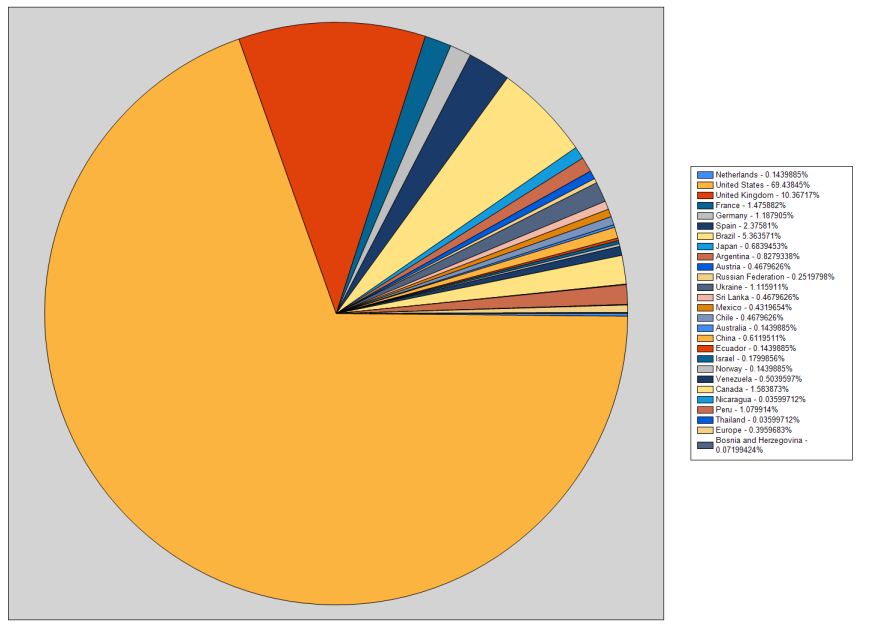 Netherlands - 0.1439885%
United States - 69.43845%
United Kingdom - 10.36717%
France - 1.475882%
Germany - 1.187905%
Spain - 2.37581%
Brazil - 5.363571%
Japan - 0.6839453%
Argentina - 0.8279338%
Austria - 0.4679626%
Russian Federation - 0.2519798%
Ukraine - 1.115911%
Sri Lanka - 0.4679626%
Mexico - 0.4319654%
Chile - 0.4679626%
Australia - 0.1439885%
China - 0.6119511%
Ecuador - 0.1439885%
Israel - 0.1799856%
Norway - 0.1439885%
Venezuela - 0.5039597%
Canada - 1.583873%
Nicaragua - 0.03599712%
Peru - 1.079914%
Thailand - 0.03599712%
Europe - 0.3959683%
Bosnia and Herzegovina -
0.07199424%